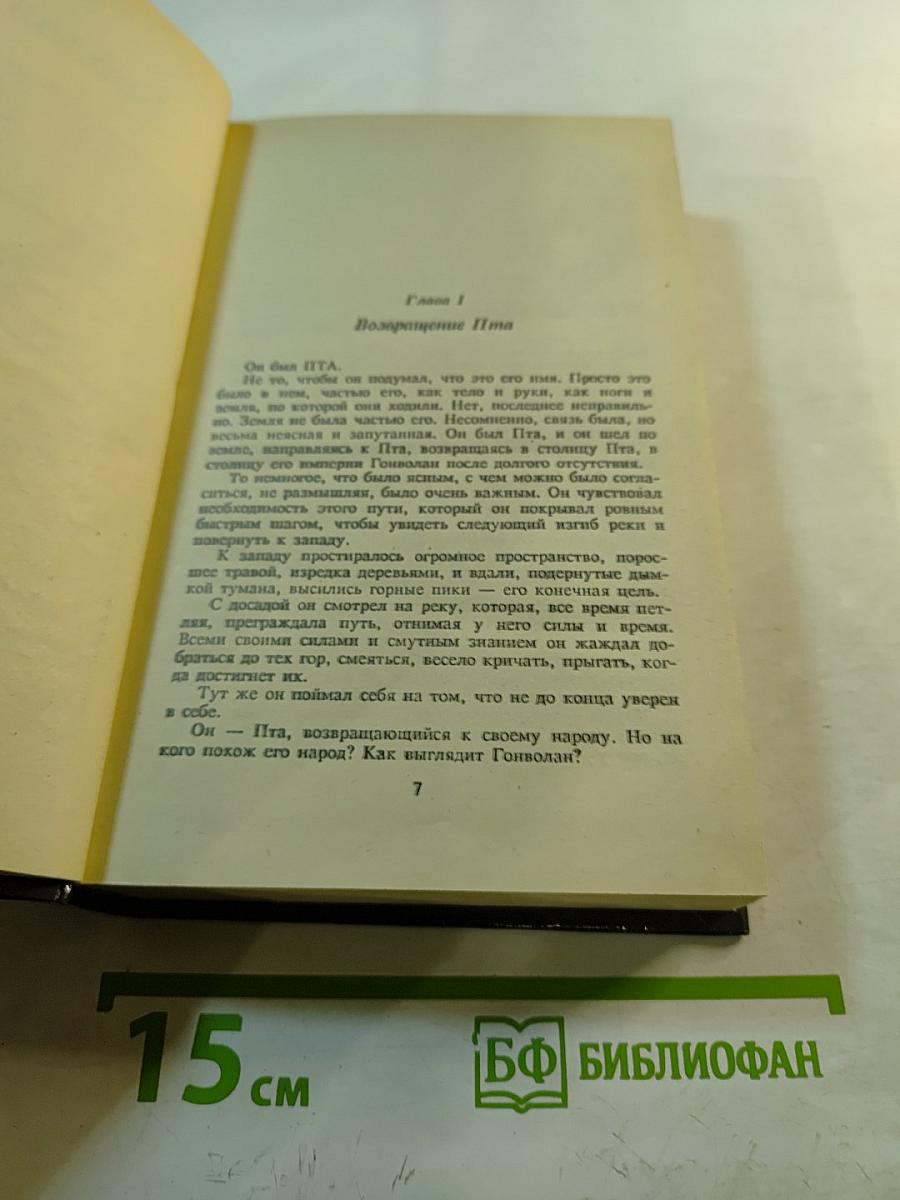 Глава I
Возвращение Пта
Он был ПТА.
Не то, чтобы он подумал, что это его имя. Просто это
было в нем, частью его, как тело и руки, как ноги и
земля, по которой они ходили. Нет, последнее неправиль-
но. Земля не была частью его. Несомненно, связь была, но
весьма неясная и запутанная. Он был Пта, и он шел по
земле, направляясь к Пта, возвращаясь в столицу Пта, в
столицу его империи Гонволан после долгого отсутствия.
То немногое, что было ясным, с чем можно было согла-
ситься, не размышляя, было очень важным. Он чувствовал
необходимость этого пути, который он покрывал ровным
быстрым шагом, чтобы увидеть следующий изгиб реки и
повернуть к западу.
К западу простиралось огромное пространство, порос-
шее травой, изредка деревьями, и вдали, подернутые дым-
кой тумана, высились горные пики — его конечная цель.
С досадой он смотрел на реку, которая, все время пет-
ляя, преграждала путь, отнимая у него силы и время.
Всеми своими силами и смутным знанием он жаждал до-
браться до тех гор, смеяться, весело кричать, прыгать, ког-
да достигнет их.
Тут же он поймал себя на том, что не до конца уверен
в себе.
Он — Пта, возвращающийся к своему народу. Но на
кого похож его народ? Как выглядит Гонволан?
7
15 см
БФ БИБЛИОФАН